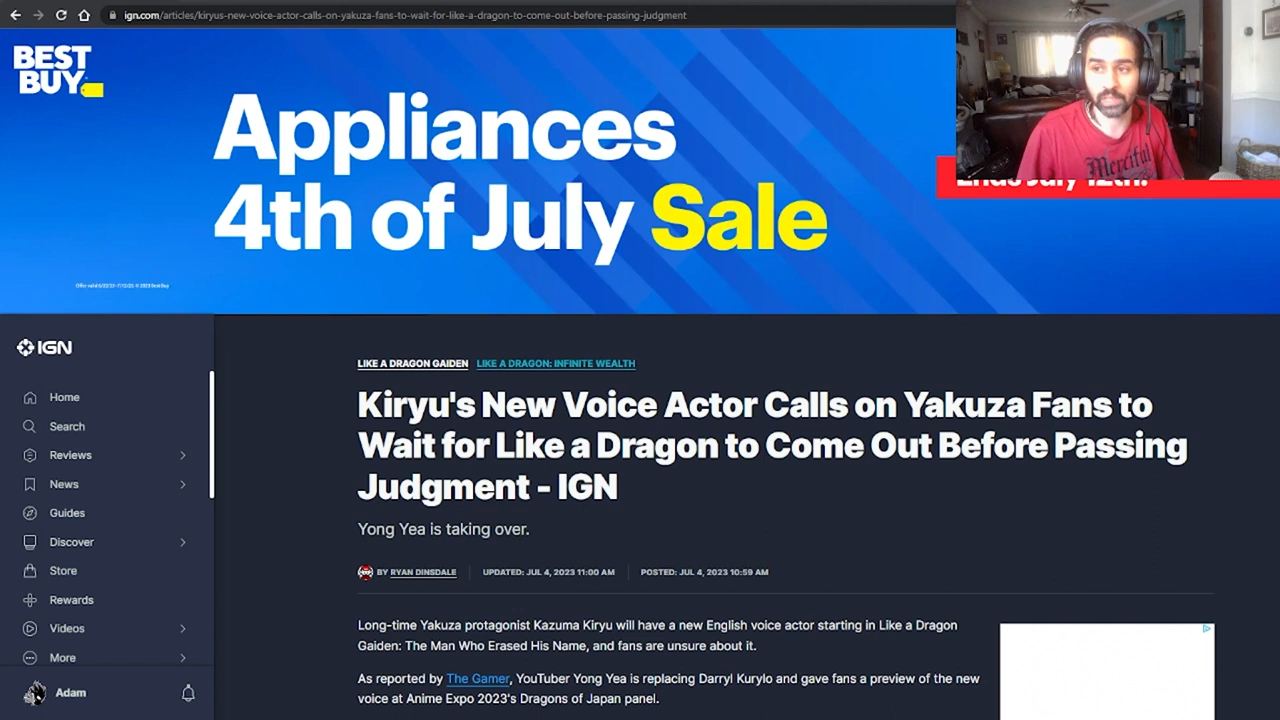 ign.com/articles/kiryus-new-voice-actor-calls-on-yakuza-fans-to-wait-for-like-a-dragon-to-come-out-before-passing-judgment
BEST
BUY
Appliances
4th of July Sale
Ends July 12th.
Merciful
IGN
Home
Search
Reviews
News
Guides
Discover
Store
Rewards
Videos
More
Adam
LIKE A DRAGON GAIDEN LIKE A DRAGON: INFINITE WEALTH
Kiryu's New Voice Actor Calls on Yakuza Fans to
Wait for Like a Dragon to Come Out Before Passing
Judgment - IGN
Yong Yea is taking over.
BY RYAN DINSDALE UPDATED: JUL 4, 2023 11:00 AM POSTED: JUL 4, 2023 10:59 AM
Long-time Yakuza protagonist Kazuma Kiryu will have a new English voice actor starting in Like a Dragon
Gaiden: The Man Who Erased His Name, and fans are unsure about it.
As reported by The Gamer, YouTuber Yong Yea is replacing Darryl Kurylo and gave fans a preview of the new
voice at Anime Expo 2023's Dragons of Japan panel.